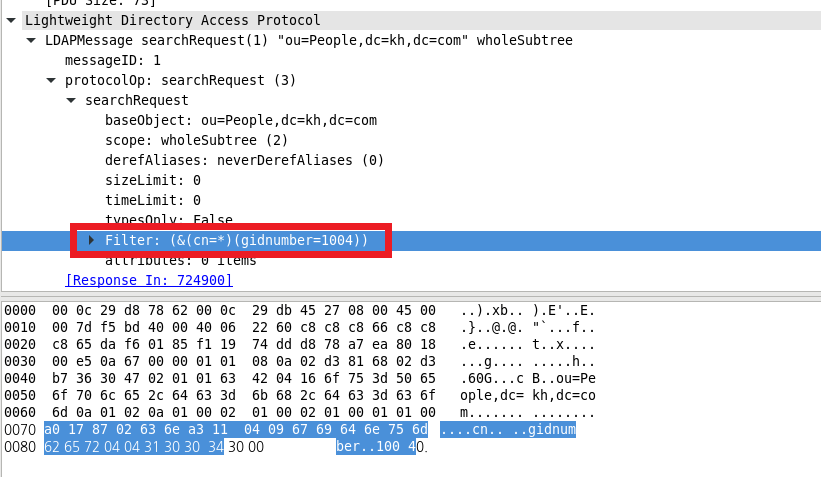 [PDU Size: 73]
Lightweight Directory Access Protocol
LDAPMessage searchRequest(1) "ou=People,dc=kh,dc=com" wholeSubtree
messageID: 1
protocolOp: searchRequest (3)
searchRequest
baseObject: ou=People,dc=kh,dc=com
scope: wholeSubtree (2)
derefAliases: neverDerefAliases (0)
sizeLimit: 0
timeLimit: 0
typesOnly: False
Filter: (&(cn=*)(gidnumber=1004))
attributes: 0 items
[Response In: 724900]
0000 00 0c 29 d8 78 62 00 0c 29 db 45 27 08 00 45 00 ..).xb.. ).E'..E.
0010 00 7d f5 bd 40 00 40 06 22 60 c8 c8 c8 66 c8 c8 .}..@.@. "`...f..
0020 c8 65 da f6 01 85 f1 19 74 dd d8 78 a7 ea 80 18 .e...... t..x....
0030 00 e5 0a 67 00 00 01 01 08 0a 02 d3 81 68 02 d3 ...g.... .....h..
0040 b7 36 30 47 02 01 01 63 42 04 16 6f 75 3d 50 65 .60G...c B..ou=Pe
0050 6f 70 6c 65 2c 64 63 3d 6b 68 2c 64 63 3d 63 6f ople,dc= kh,dc=co
0060 6d 0a 01 02 0a 01 00 02 01 00 02 01 00 01 01 00 m....... ........
0070 a0 17 87 02 63 6e a3 11 04 09 67 69 64 6e 75 6d ....cn.. ..gidnum
0080 62 65 72 04 04 31 30 30 34 30 00 ber..100 40.